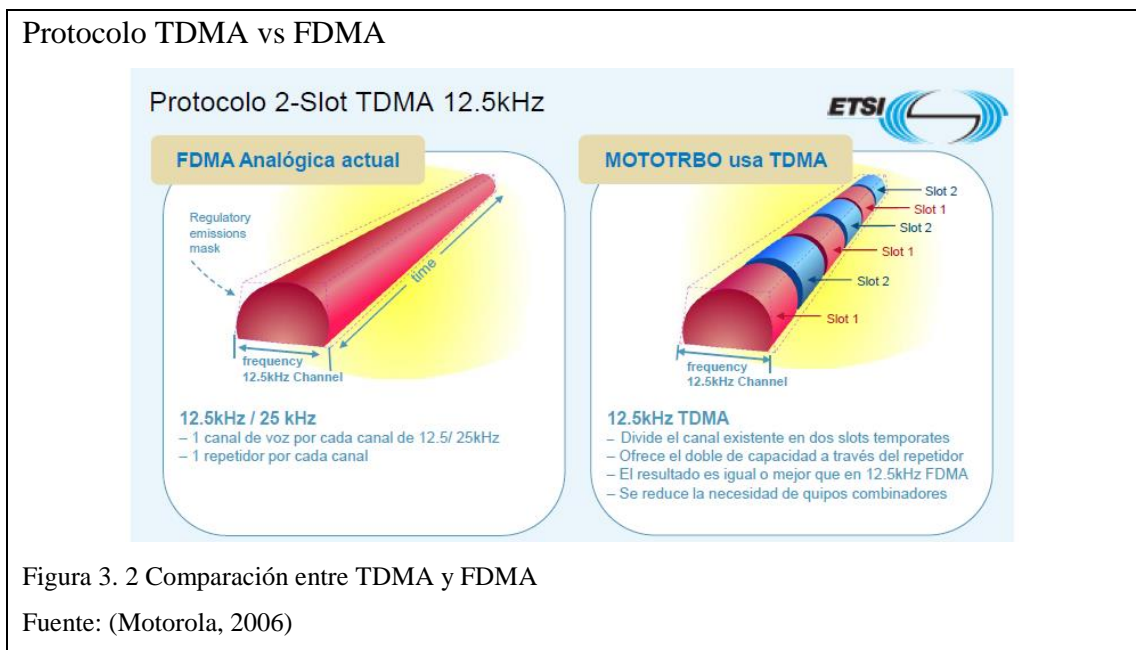 Protocolo TDMA vs FDMA
Protocolo 2-Slot TDMA 12.5kHz
ETSI
FDMA Analógica actual
Regulatory
emissions
mask
time
frequency
12.5kHz Channel
12.5kHz / 25 kHz
– 1 canal de voz por cada canal de 12.5/ 25kHz
– 1 repetidor por cada canal
MOTOTRBO usa TDMA
Slot 2
Slot 1
Slot 2
Slot 1
Slot 2
Slot 1
frequency
12.5kHz Channel
12.5kHz TDMA
– Divide el canal existente en dos slots temporates
– Ofrece el doble de capacidad a través del repetidor
– El resultado es igual o mejor que en 12.5kHz FDMA
– Se reduce la necesidad de quipos combinadores
Figura 3. 2 Comparación entre TDMA y FDMA
Fuente: (Motorola, 2006)